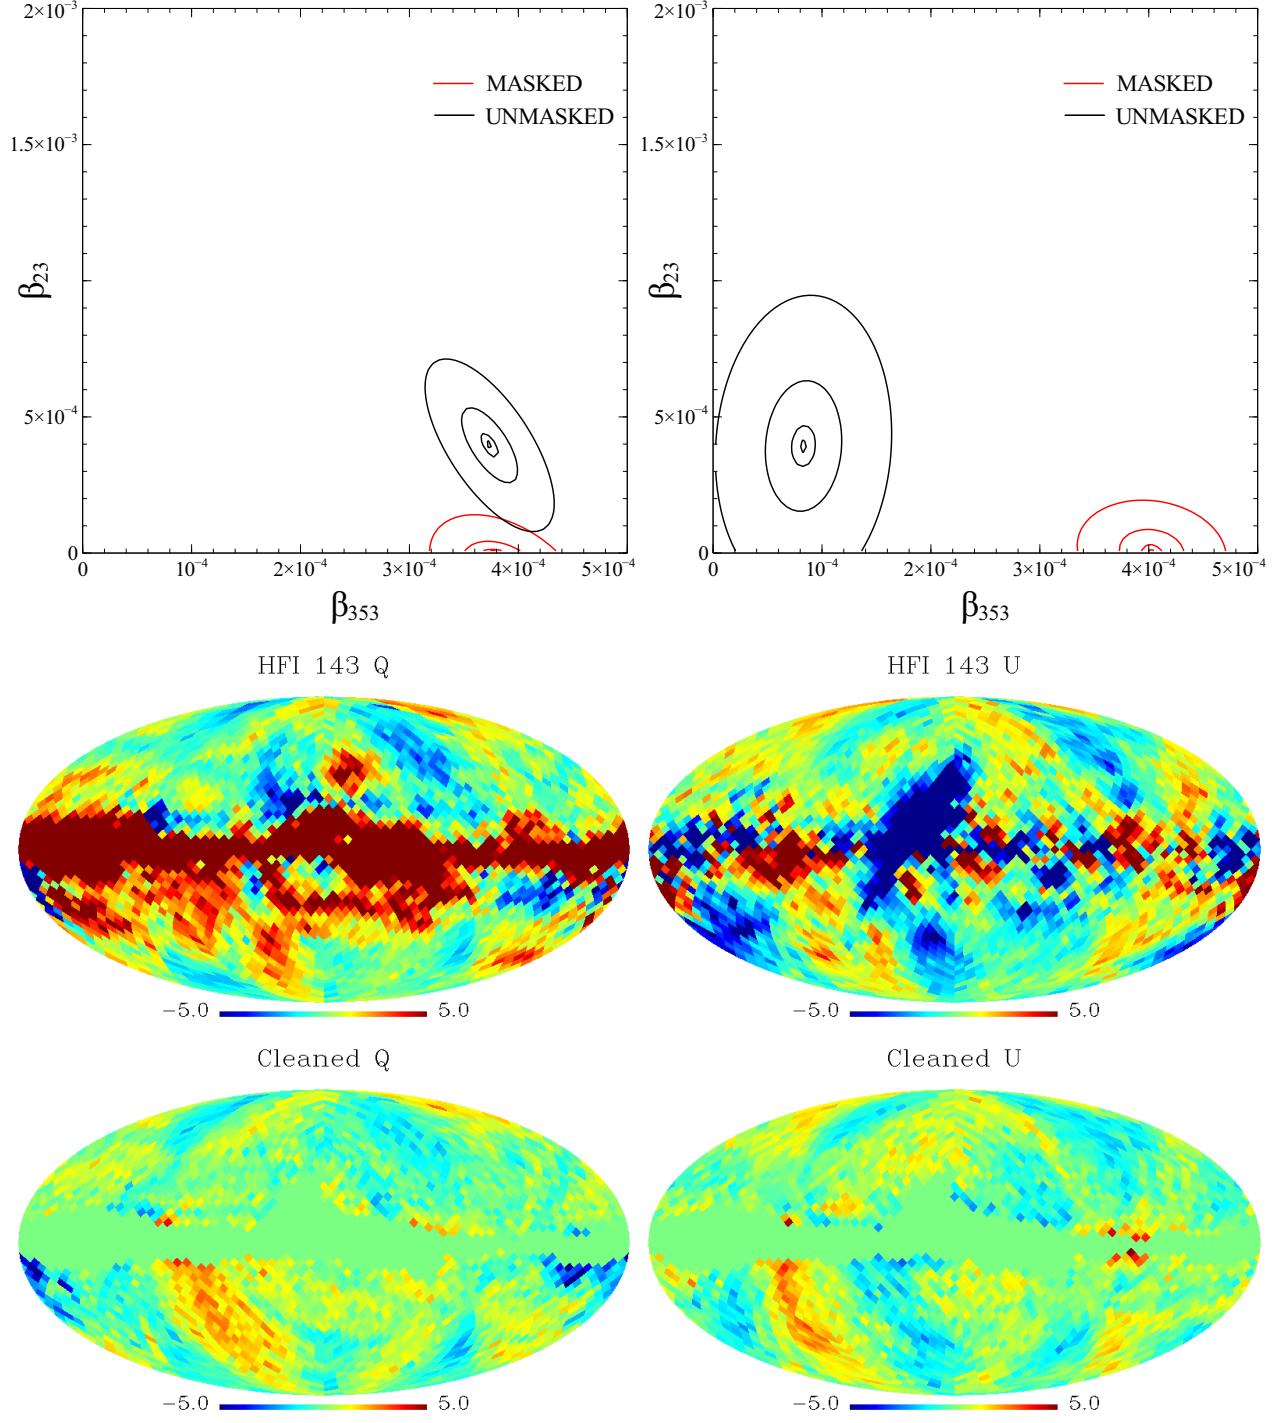 2×10⁻³
1.5×10⁻³
5×10⁻⁴
0
β₂₃
MASKED
UNMASKED
0 10⁻⁴ 2×10⁻⁴ 3×10⁻⁴ 4×10⁻⁴ 5×10⁻⁴
β₃₅₃
2×10⁻³
1.5×10⁻³
5×10⁻⁴
0
β₂₃
MASKED
UNMASKED
0 10⁻⁴ 2×10⁻⁴ 3×10⁻⁴ 4×10⁻⁴ 5×10⁻⁴
β₃₅₃
HFI 143 Q
−5.0 5.0
HFI 143 U
−5.0 5.0
Cleaned Q
−5.0 5.0
Cleaned U
−5.0 5.0